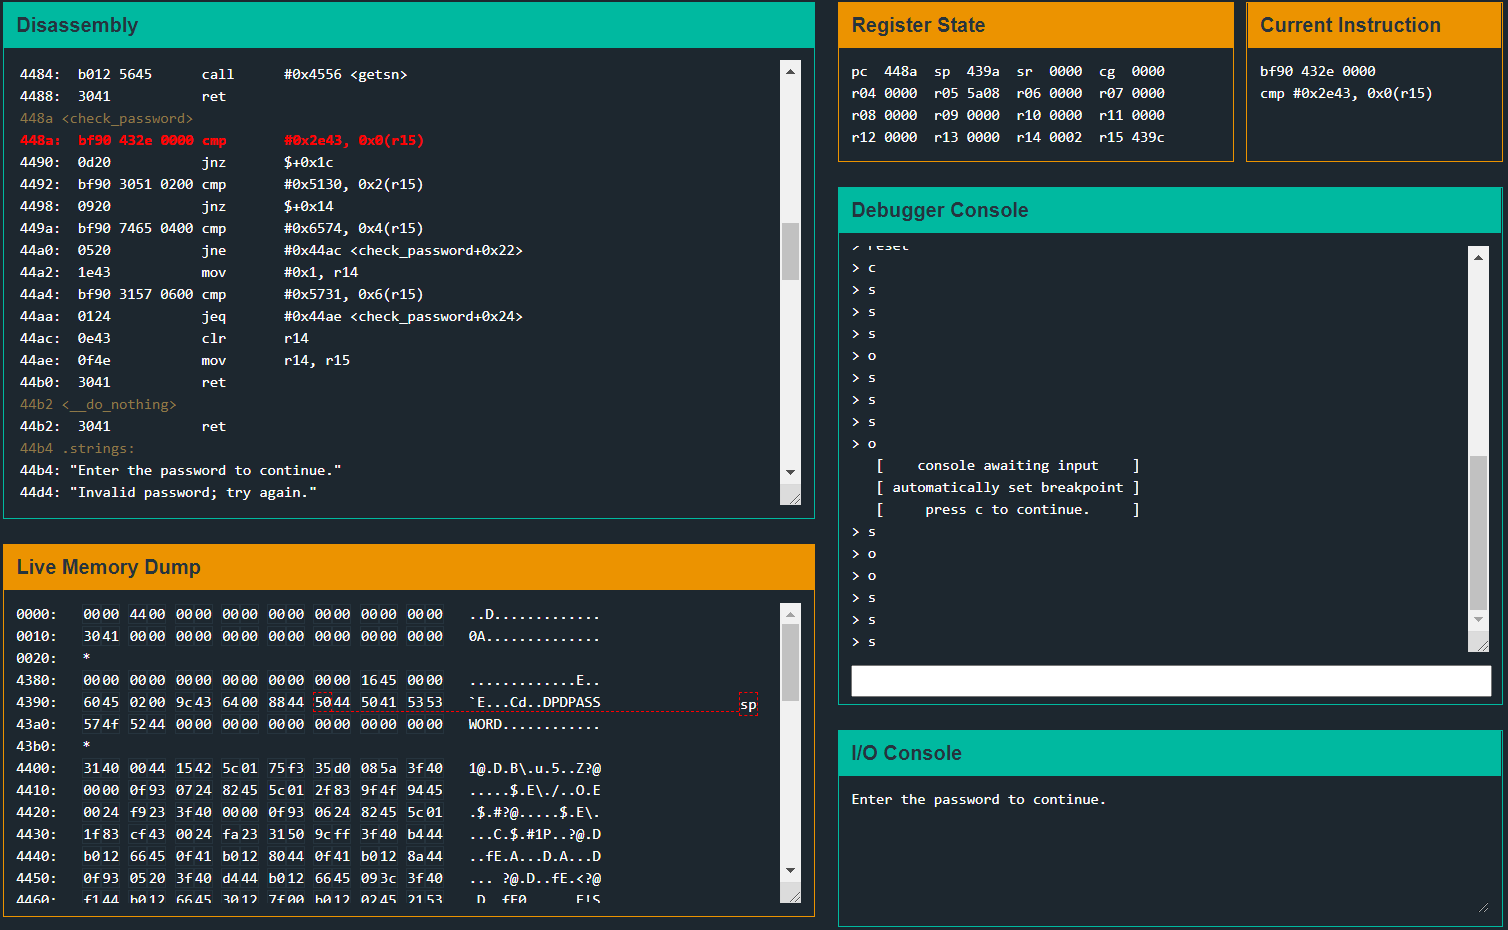 Disassembly
4484: b012 5645 call #0x4556 <getsn>
4488: 3041 ret
448a <check_password>
448a: bf90 432e 0000 cmp #0x2e43, 0x0(r15)
4490: 0d20 jnz $+0x1c
4492: bf90 3051 0200 cmp #0x5130, 0x2(r15)
4498: 0920 jnz $+0x14
449a: bf90 7465 0400 cmp #0x6574, 0x4(r15)
44a0: 0520 jne #0x44ac <check_password+0x22>
44a2: 1e43 mov #0x1, r14
44a4: bf90 3157 0600 cmp #0x5731, 0x6(r15)
44aa: 0124 jeq #0x44ae <check_password+0x24>
44ac: 0e43 clr r14
44ae: 0f4e mov r14, r15
44b0: 3041 ret
44b2 <__do_nothing>
44b2: 3041 ret
44b4 .strings:
44b4: "Enter the password to continue."
44d4: "Invalid password; try again."
Live Memory Dump
0000: 0000 4400 0000 0000 0000 0000 0000 0000 ..D.............
0010: 3041 0000 0000 0000 0000 0000 0000 0000 0A..............
0020: *
4380: 0000 0000 0000 0000 0000 0000 1645 0000 .............E..
4390: 6045 0200 9c43 6400 8844 5044 5041 5353 `E...Cd..DPDPASS
sp
43a0: 574f 5244 0000 0000 0000 0000 0000 0000 WORD............
43b0: *
4400: 3140 0044 1542 5c01 75f3 35d0 085a 3f40 1@.D.B\.u.5..Z?@
4410: 0000 0f93 0724 8245 5c01 2f83 9f4f 9445 .....$.E\./..O.E
4420: 0024 f923 3f40 0000 0f93 0624 8245 5c01 .$.#?@.....$.E\.
4430: 1f83 cf43 0024 fa23 3150 9cff 3f40 b444 ...C.$.#1P..?@.D
4440: b012 6645 0f41 b012 8044 0f41 b012 8a44 ..fE.A...D.A...D
4450: 0f93 0520 3f40 d444 b012 6645 093c 3f40 ... ?@.D..fE.<?@
4460: f144 b012 6645 3012 7f00 b012 0245 2153 .D..fE0......E!S
Register State
pc 448a sp 439a sr 0000 cg 0000
r04 0000 r05 5a08 r06 0000 r07 0000
r08 0000 r09 0000 r10 0000 r11 0000
r12 0000 r13 0000 r14 0002 r15 439c
Current Instruction
bf90 432e 0000
cmp #0x2e43, 0x0(r15)
Debugger Console
> reset
> c
> s
> s
> s
> o
> s
> s
> s
> o
[ console awaiting input ]
[ automatically set breakpoint ]
[ press c to continue. ]
> s
> o
> o
> s
> s
> s
I/O Console
Enter the password to continue.